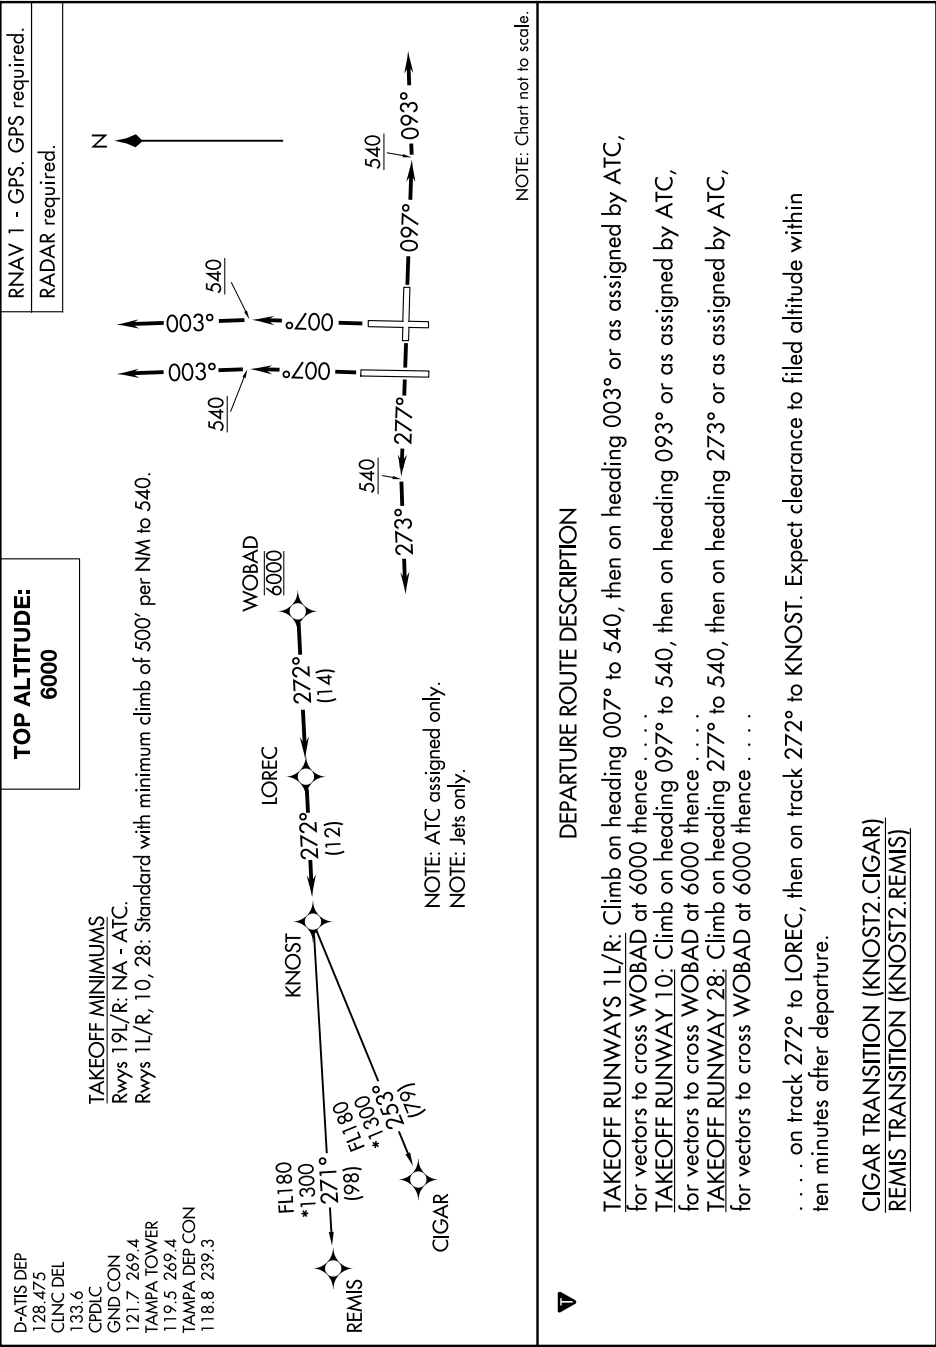 D-ATIS DEP
128.475
CLNC DEL
133.6
CPDLC
GND CON
121.7 269.4
TAMPA TOWER
119.5 269.4
TAMPA DEP CON
118.8 239.3
TOP ALTITUDE:
6000
RNAV 1 - GPS. GPS required.
RADAR required.
TAKEOFF MINIMUMS
Rwys 19L/R: NA - ATC.
Rwys 1L/R, 10, 28: Standard with minimum climb of 500' per NM to 540.
N
003°
003°
540
540
007°
007°
WOBAD
6000
272°
(14)
LOREC
272°
(12)
KNOST
FL180
*1300
271°
(98)
REMIS
FL180
*1300
253°
(79)
CIGAR
273°
540
277°
097°
540
093°
NOTE: ATC assigned only.
NOTE: Jets only.
NOTE: Chart not to scale.
T
DEPARTURE ROUTE DESCRIPTION
TAKEOFF RUNWAYS 1L/R: Climb on heading 007° to 540, then on heading 003° or as assigned by ATC,
for vectors to cross WOBAD at 6000 thence . . . .
TAKEOFF RUNWAY 10: Climb on heading 097° to 540, then on heading 093° or as assigned by ATC,
for vectors to cross WOBAD at 6000 thence . . . .
TAKEOFF RUNWAY 28: Climb on heading 277° to 540, then on heading 273° or as assigned by ATC,
for vectors to cross WOBAD at 6000 thence . . . .
. . . . on track 272° to LOREC, then on track 272° to KNOST. Expect clearance to filed altitude within
ten minutes after departure.
CIGAR TRANSITION (KNOST2.CIGAR)
REMIS TRANSITION (KNOST2.REMIS)